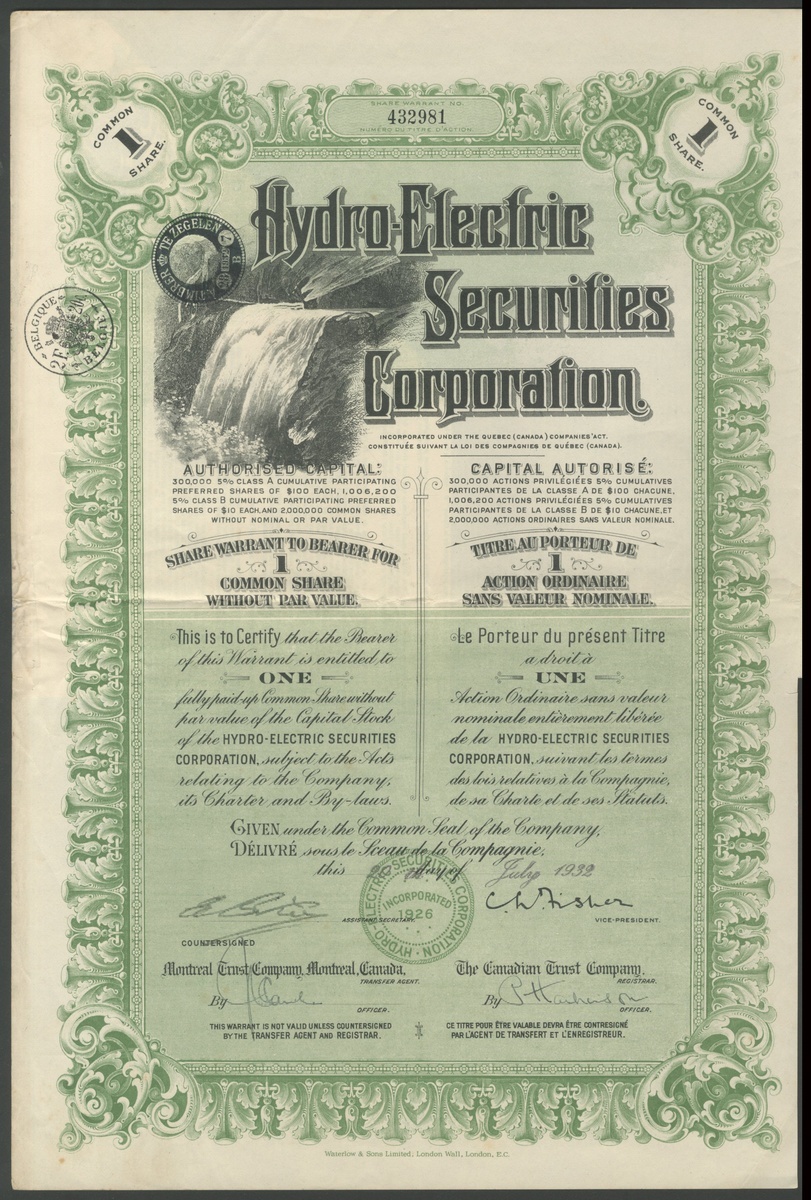 SHARE WARRANT NO.
432981
NUMÉRO DU TITRE D'ACTION.
COMMON
1
SHARE.
COMMON
1
SHARE.
Hydro-Electric
Securities
Corporation.
TE ZEGELEN
A TIMBRER
B
BELGIQUE
2F
BELGIË
INCORPORATED UNDER THE QUEBEC (CANADA) COMPANIES' ACT.
CONSTITUÉE SUIVANT LA LOI DES COMPAGNIES DE QUÉBEC (CANADA).
AUTHORISED CAPITAL:
300,000 5% CLASS A CUMULATIVE PARTICIPATING
PREFERRED SHARES OF $100 EACH, 1,006,200
5% CLASS B CUMULATIVE PARTICIPATING PREFERRED
SHARES OF $10 EACH, AND 2,000,000 COMMON SHARES
WITHOUT NOMINAL OR PAR VALUE.
SHARE WARRANT TO BEARER FOR
1
COMMON SHARE
WITHOUT PAR VALUE.
This is to Certify that the Bearer
of this Warrant is entitled to
ONE
fully paid-up Common Share without
par value of the Capital Stock
of the HYDRO-ELECTRIC SECURITIES
CORPORATION, subject to the Acts
relating to the Company,
its Charter and By-laws.
CAPITAL AUTORISÉ:
300,000 ACTIONS PRIVILÉGIÉES 5% CUMULATIVES
PARTICIPANTES DE LA CLASSE A DE $100 CHACUNE,
1,006,200 ACTIONS PRIVILÉGIÉES 5% CUMULATIVES
PARTICIPANTES DE LA CLASSE B DE $10 CHACUNE, ET
2,000,000 ACTIONS ORDINAIRES SANS VALEUR NOMINALE.
TITRE AU PORTEUR DE
1
ACTION ORDINAIRE
SANS VALEUR NOMINALE.
Le Porteur du présent Titre
a droit à
UNE
Action Ordinaire sans valeur
nominale entièrement libérée
de la HYDRO-ELECTRIC SECURITIES
CORPORATION, suivant les termes
des lois relatives à la Compagnie,
de sa Charte et de ses Statuts.
GIVEN under the Common Seal of the Company,
DÉLIVRÉ sous le Sceau de la Compagnie,
this day of July 1932
HYDRO-ELECTRIC SECURITIES CORPORATION
INCORPORATED
1926
ASSISTANT SECRETARY.
C. W. Fisher
VICE-PRESIDENT.
COUNTERSIGNED
Montreal Trust Company, Montreal, Canada,
TRANSFER AGENT.
By
OFFICER.
The Canadian Trust Company.
REGISTRAR.
By
OFFICER.
THIS WARRANT IS NOT VALID UNLESS COUNTERSIGNED
BY THE TRANSFER AGENT AND REGISTRAR.
CE TITRE POUR ÊTRE VALABLE DEVRA ÊTRE CONTRESIGNÉ
PAR L'AGENT DE TRANSFERT ET L'ENREGISTREUR.
Waterlow & Sons Limited, London Wall, London, E.C.